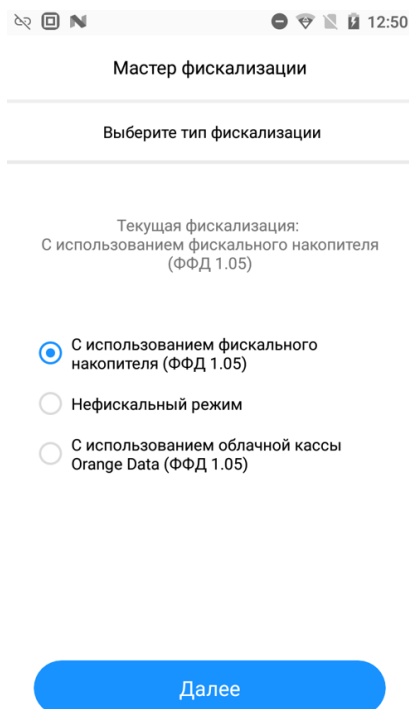 12:50
Мастер фискализации
Выберите тип фискализации
Текущая фискализация:
С использованием фискального накопителя
(ФФД 1.05)
С использованием фискального
накопителя (ФФД 1.05)
Нефискальный режим
С использованием облачной кассы
Orange Data (ФФД 1.05)
Далее